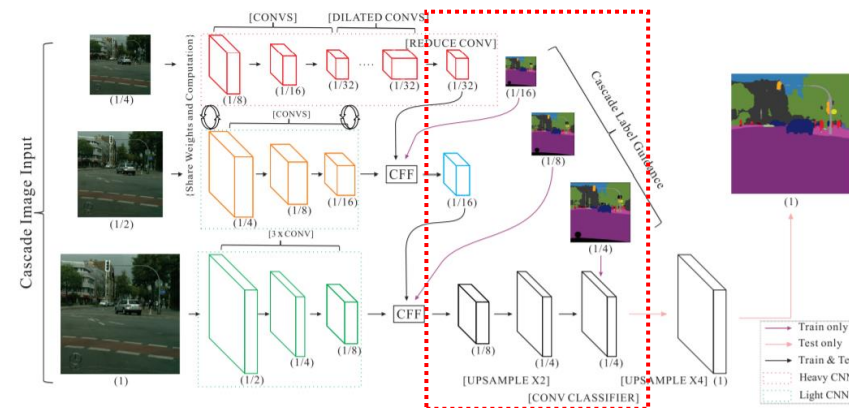 [CONVS] [DILATED CONVS]
[REDUCE CONV]
(1/4) (1/8) (1/16) (1/32) .... (1/32) (1/32) (1/16)
{Share Weights and Computation}
Cascade Label Guidance
[CONVS]
(1/8)
CFF
(1/2) (1/4) (1/8) (1/16) (1/16)
Cascade Image Input
(1)
[3 x CONV]
(1/4)
CFF
(1) (1/2) (1/4) (1/8) (1/8) (1/4) (1/4) (1)
[UPSAMPLE X2] [UPSAMPLE X4]
[CONV CLASSIFIER]
Train only
Test only
Train & Te
Heavy CNN
Light CNN